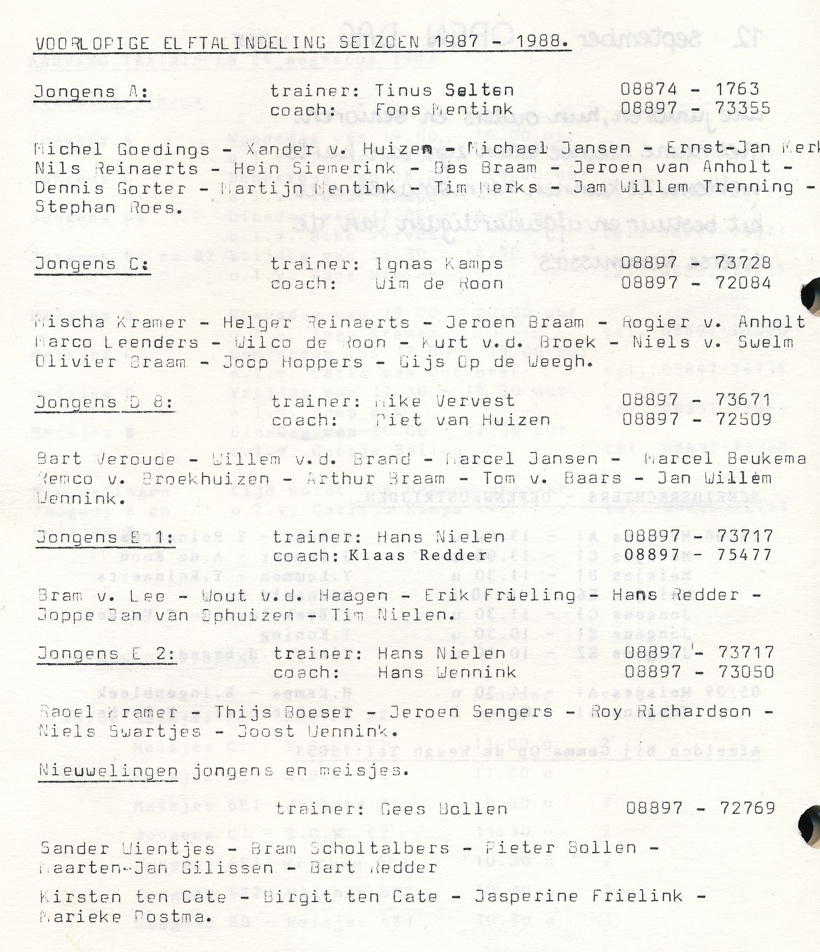 VOORLOPIGE ELFTALINDELING SEIZOEN 1987 - 1988.
Jongens A: trainer: TinusSelten 08874 - 1763
coach: Fons Mentink 08897 - 73355
Michel Goedings - Xander v. Huizen - Michael Jansen - Ernst-Jan Merk
Nils Reinaerts - Hein Siemerink - Bas Braam - Jeroen van Anholt -
Dennis Gorter - Martijn Mentink - Tim Merks - Jam Willem Trenning -
Stephan Roes.
Jongens C: trainer: Ignas Kamps 08897 - 73728
coach: Wim de Roon 08897 - 72084
Mischa Kramer - Helger Reinaerts - Jeroen Braam - Rogier v. Anholt
Marco Leenders - Wilco de Roon - Kurt v.d. Broek - Niels v. Swelm
Olivier Braam - Joop Hoppers - Gijs Op de Weegh.
Jongens D 8: trainer: Mike Vervest 08897 - 73671
coach: Piet van Huizen 08897 - 72509
Bart Veroude - Willem v.d. Brand - Marcel Jansen - Marcel Beukema
Remco v. Broekhuizen - Arthur Braam - Tom v. Baars - Jan Willem
Wennink.
Jongens E 1: trainer: Hans Nielen 08897 - 73717
coach: Klaas Redder 08897 - 75477
Bram v. Lee - Wout v.d. Haagen - Erik Frieling - Hans Redder -
Joppe Jan van Ophuizen - Tim Nielen.
Jongens E 2: trainer: Hans Nielen 08897 - 73717
coach: Hans Wennink 08897 - 73050
Raoel Kramer - Thijs Boeser - Jeroen Sengers - Roy Richardson -
Niels Swartjes - Joost Wennink.
Nieuwelingen jongens en meisjes.
trainer: Gees Bollen 08897 - 72769
Sander Wientjes - Bram Scholtalbers - Pieter Bollen -
Maarten-Jan Gilissen - Bart Redder
Kirsten ten Cate - Birgit ten Cate - Jasperine Frielink -
Marieke Postma.